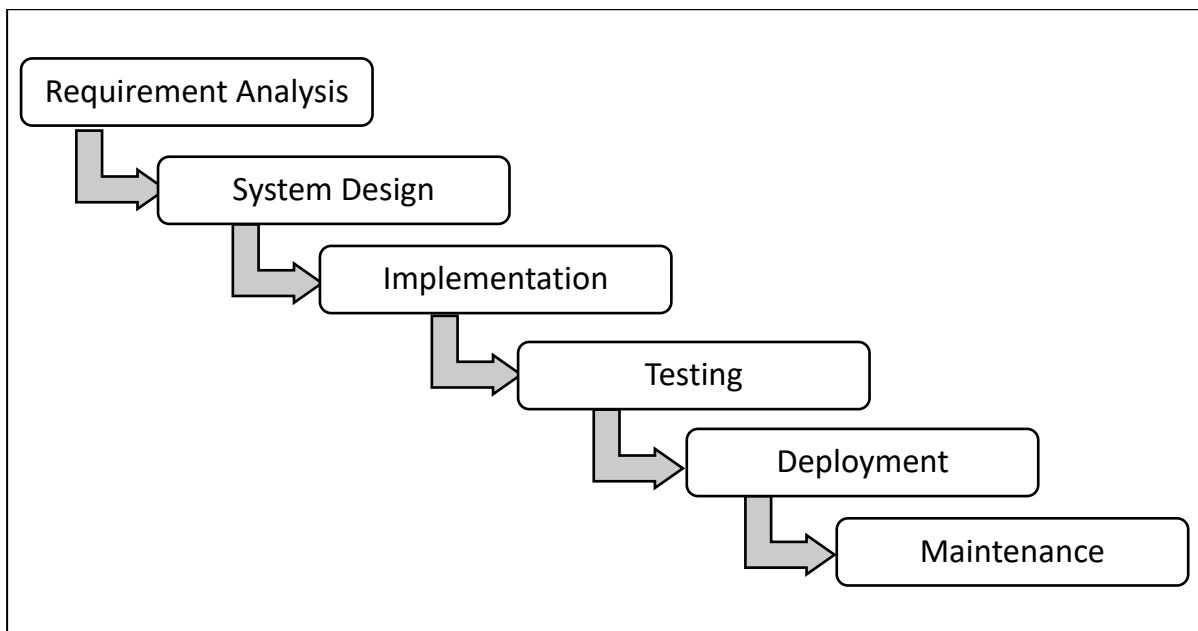 Requirement Analysis
System Design
Implementation
Testing
Deployment
Maintenance